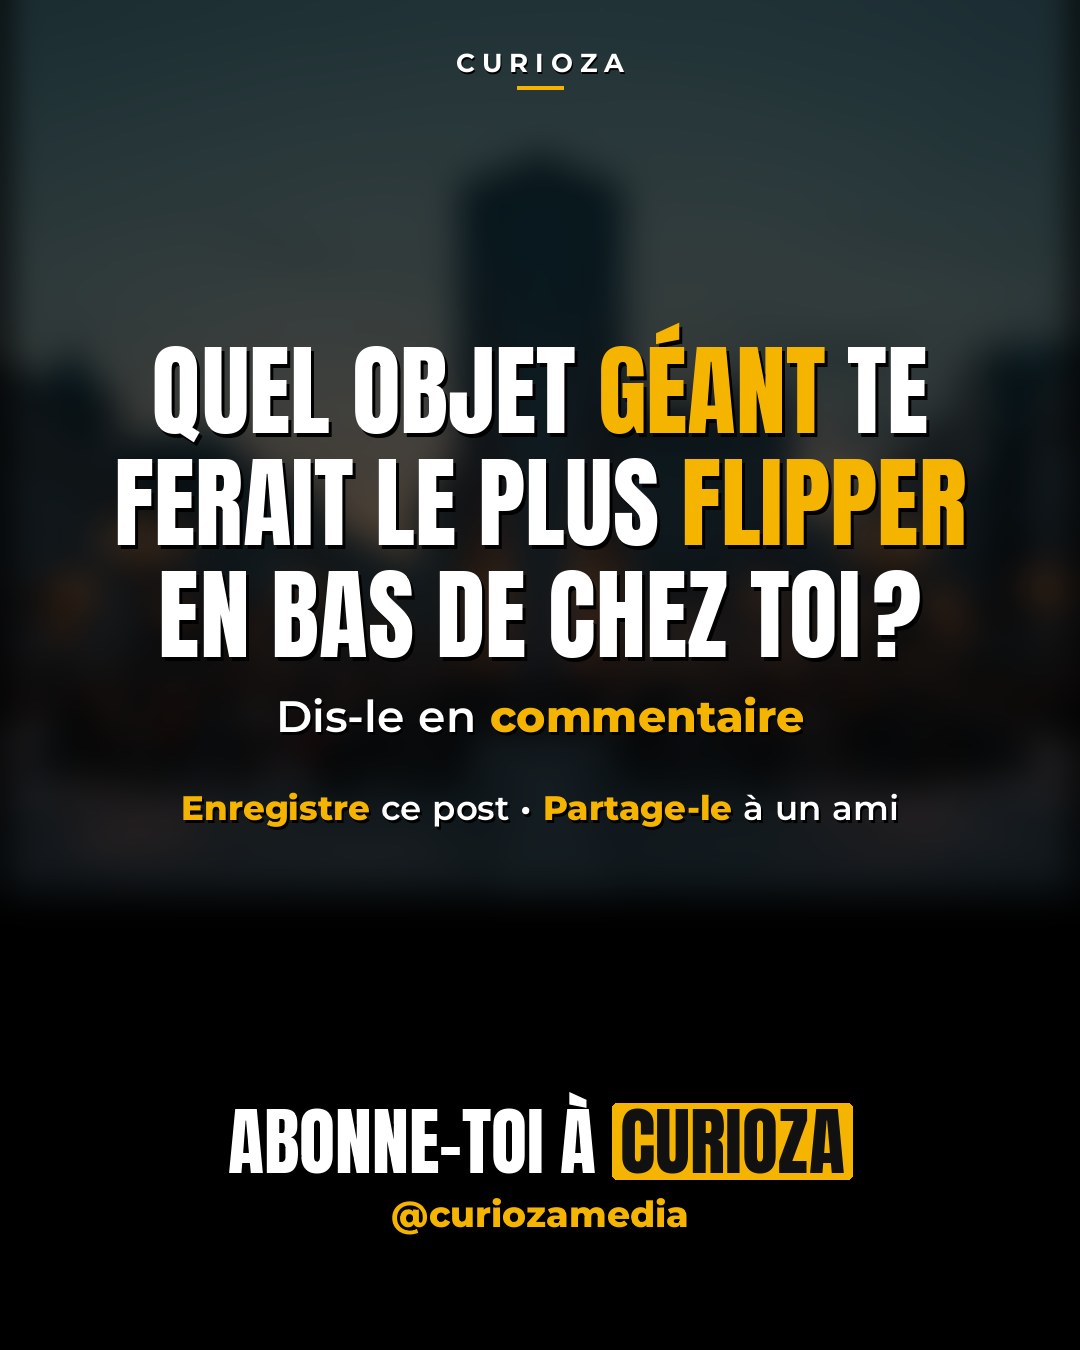 CURIOZA
QUEL OBJET GÉANT TE
FERAIT LE PLUS FLIPPER
EN BAS DE CHEZ TOI ?
Dis-le en commentaire
Enregistre ce post • Partage-le à un ami
ABONNE-TOI À CURIOZA
@curiozamedia